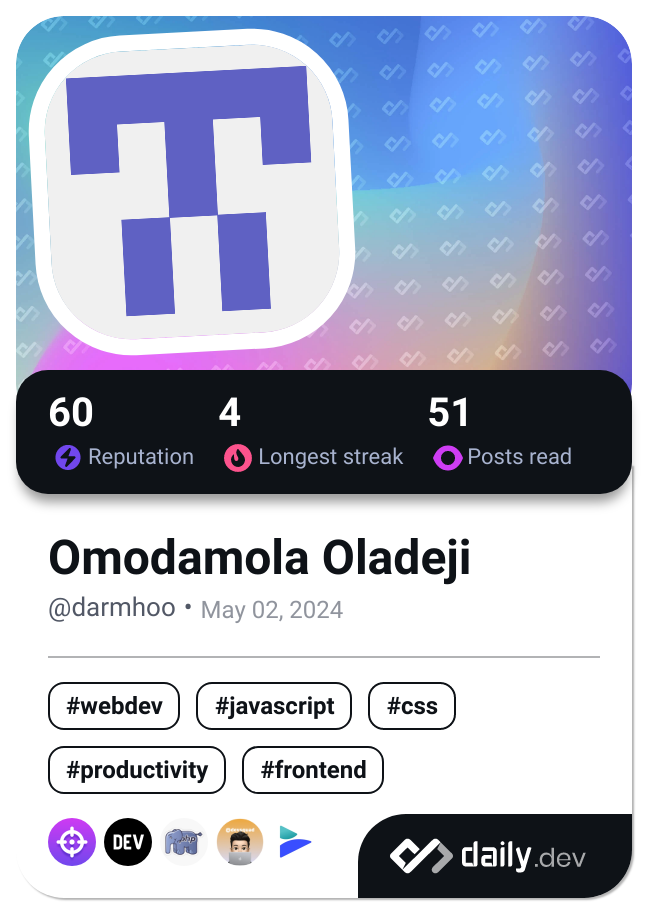 60 4 51
Reputation Longest streak Posts read
Omodamola Oladeji
@darmhoo • May 02, 2024
#webdev #javascript #css
#productivity #frontend
DEV php
daily.dev